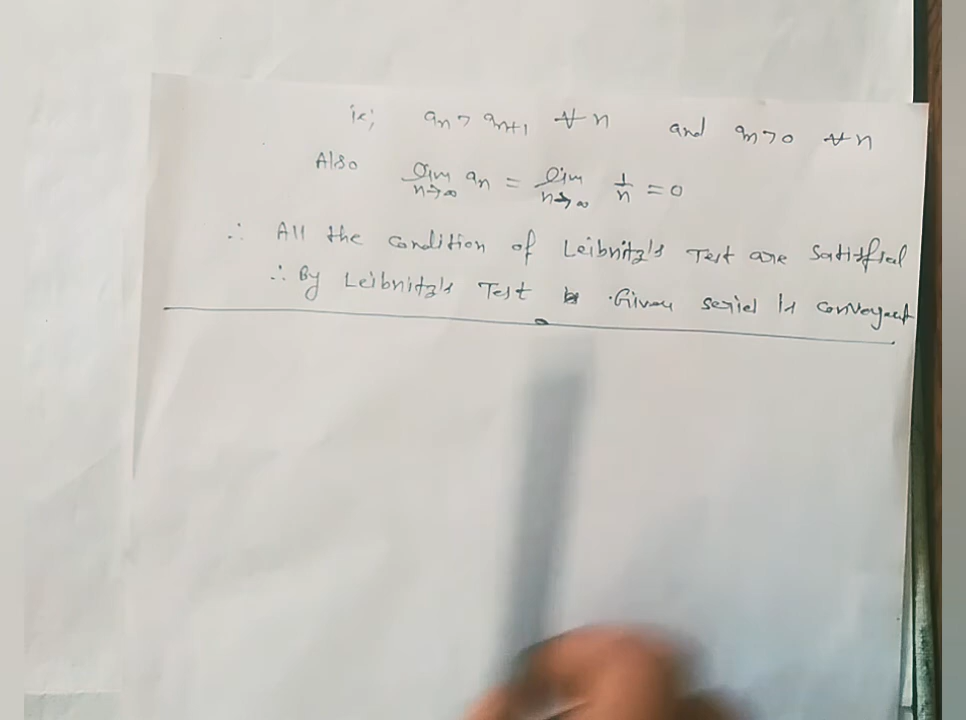 ie; aₙ > aₙ₊₁ ∀ n and aₙ > 0 ∀ n
Also lim n→∞ aₙ = lim n→∞ 1/n = 0
∴ All the condition of Leibnitz's Test are satisfied
∴ By Leibnitz's Test Given series is convergent